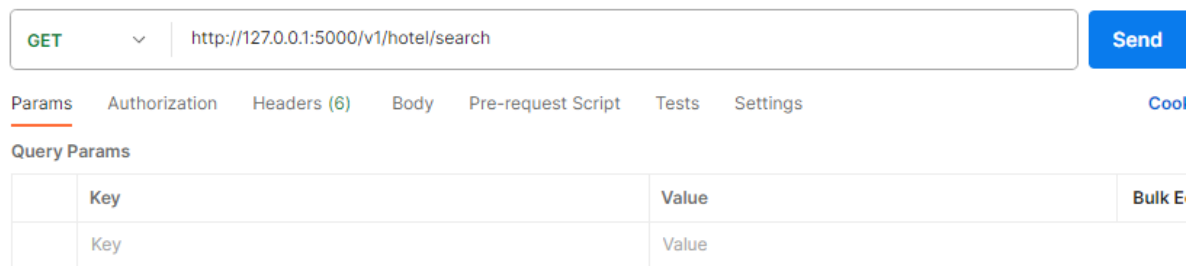 GET http://127.0.0.1:5000/v1/hotel/search Send
Params Authorization Headers (6) Body Pre-request Script Tests Settings
Query Params
Key Value
Key Value